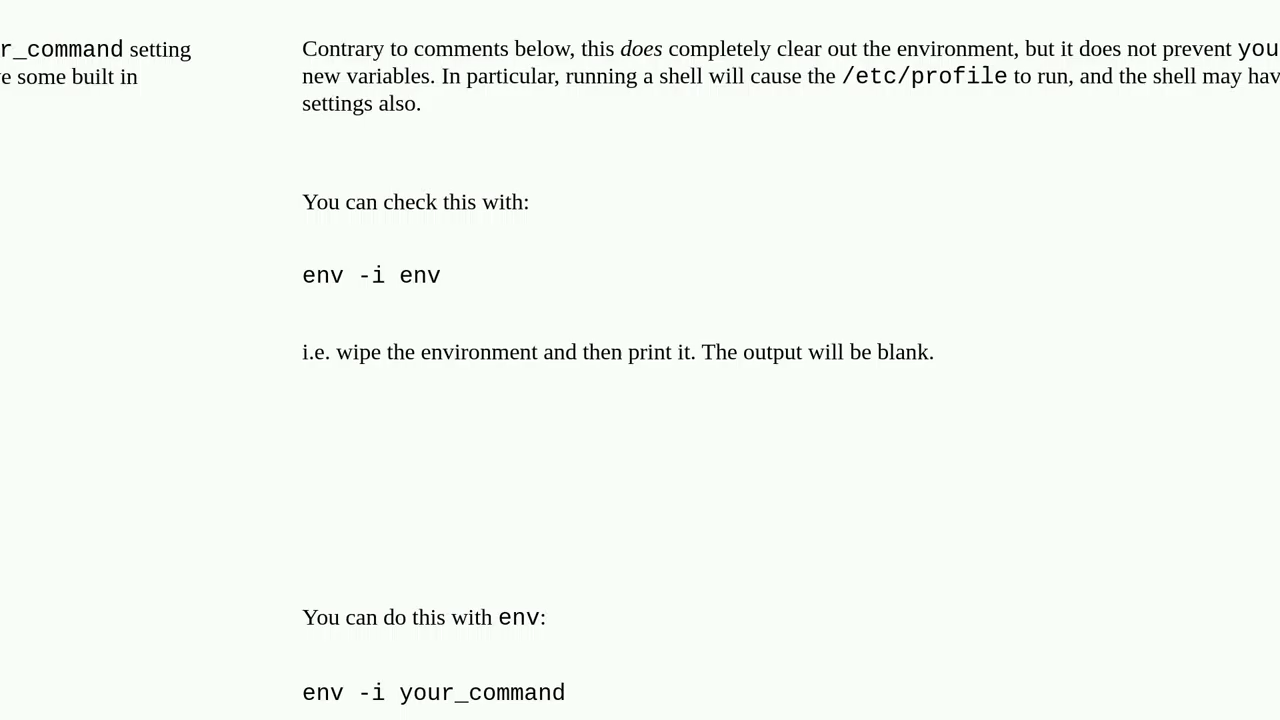 r_command setting
e some built in
Contrary to comments below, this does completely clear out the environment, but it does not prevent you
new variables. In particular, running a shell will cause the /etc/profile to run, and the shell may hav
settings also.
You can check this with:
env -i env
i.e. wipe the environment and then print it. The output will be blank.
You can do this with env:
env -i your_command